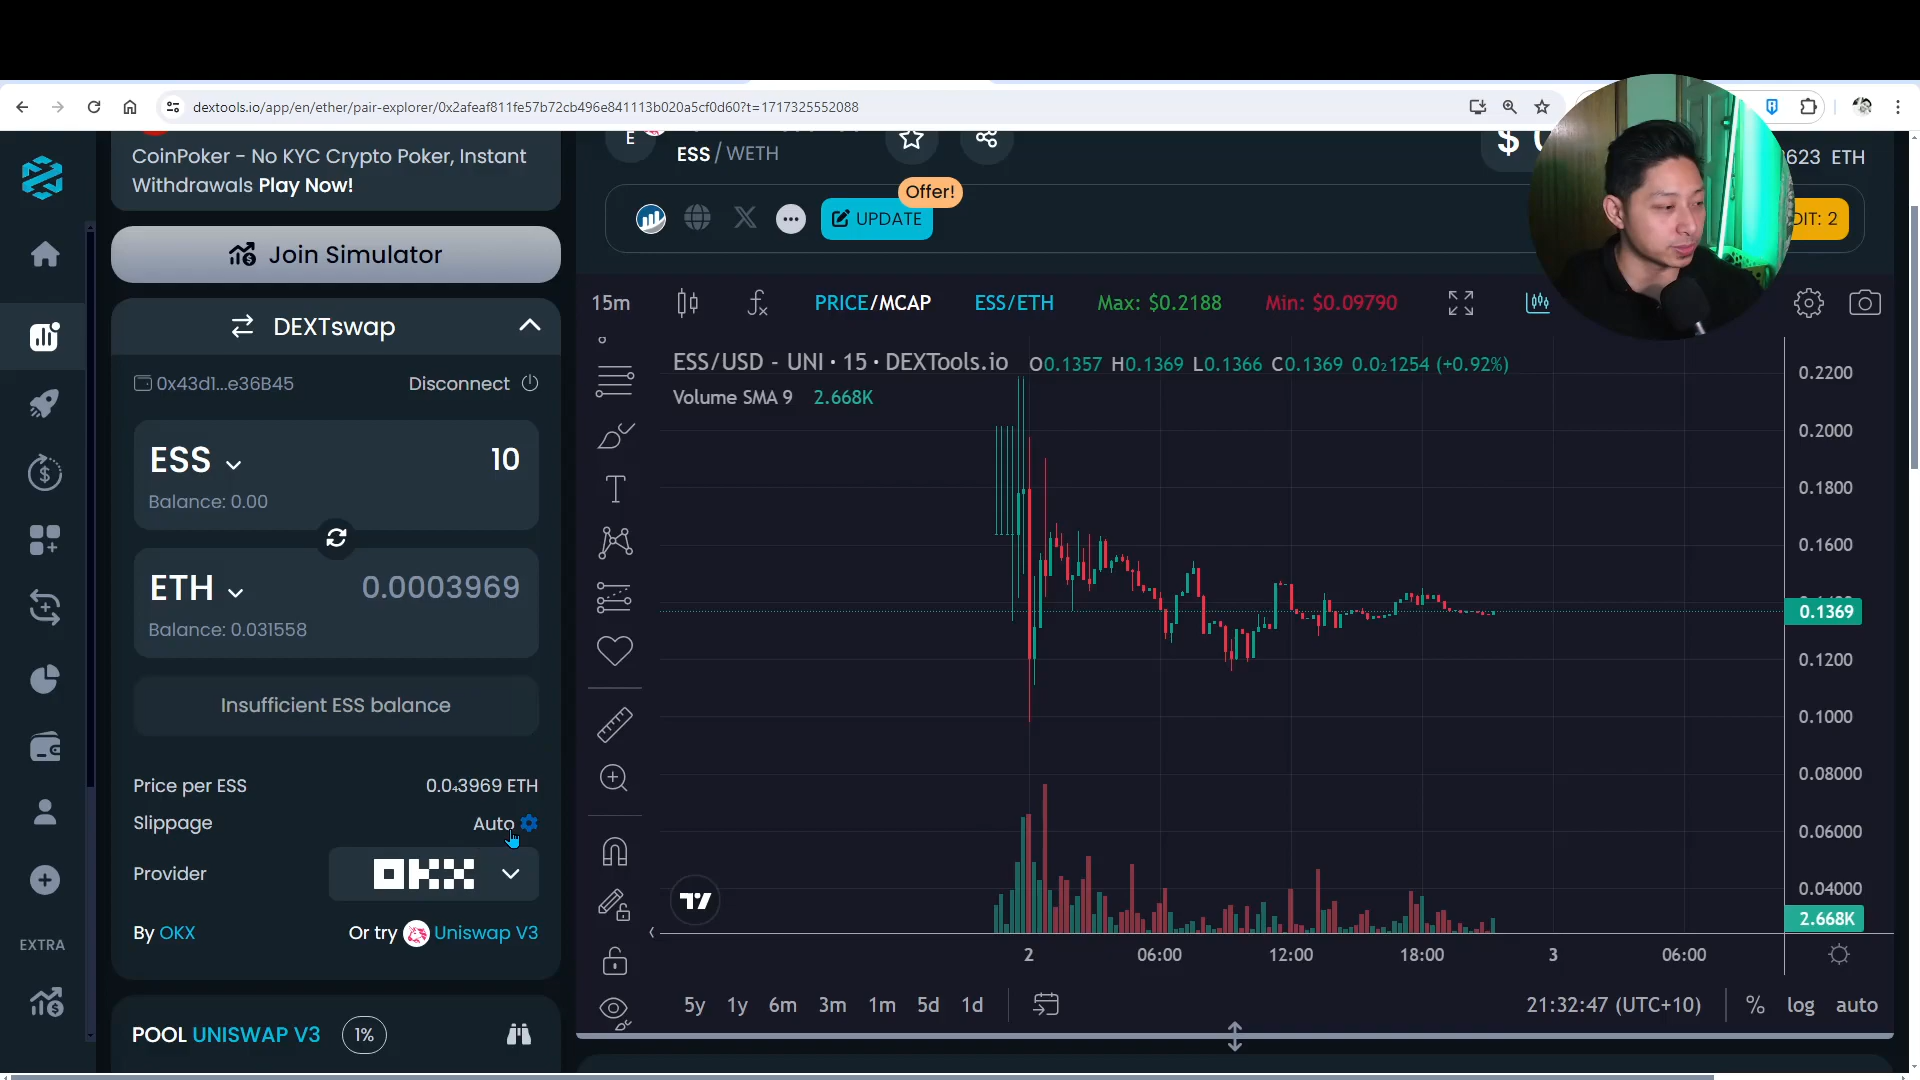 dextools.io/app/en/ether/pair-explorer/0x2afeaf811fe57b72cb496e841113b020a5cf0d60?t=1717325552088
CoinPoker - No KYC Crypto Poker, Instant
Withdrawals Play Now!
Join Simulator
DEXTswap
0x43d1...e36B45
Disconnect
ESS
10
Balance: 0.00
ETH
0.0003969
Balance: 0.031558
Insufficient ESS balance
Price per ESS
0.0₄3969 ETH
Slippage
Auto
Provider
OKX
By OKX
Or try Uniswap V3
POOL UNISWAP V3
1%
EXTRA
E
ESS / WETH
$
623 ETH
Offer!
UPDATE
DIT: 2
15m
PRICE/MCAP
ESS/ETH
Max: $0.2188
Min: $0.09790
ESS/USD - UNI · 15 · DEXTools.io
O0.1357 H0.1369 L0.1366 C0.1369 0.0₂1254 (+0.92%)
Volume SMA 9 2.668K
0.2200
0.2000
0.1800
0.1600
0.1369
0.1200
0.1000
0.08000
0.06000
0.04000
2.668K
2
06:00
12:00
18:00
3
06:00
5y
1y
6m
3m
1m
5d
1d
21:32:47 (UTC+10)
%
log
auto